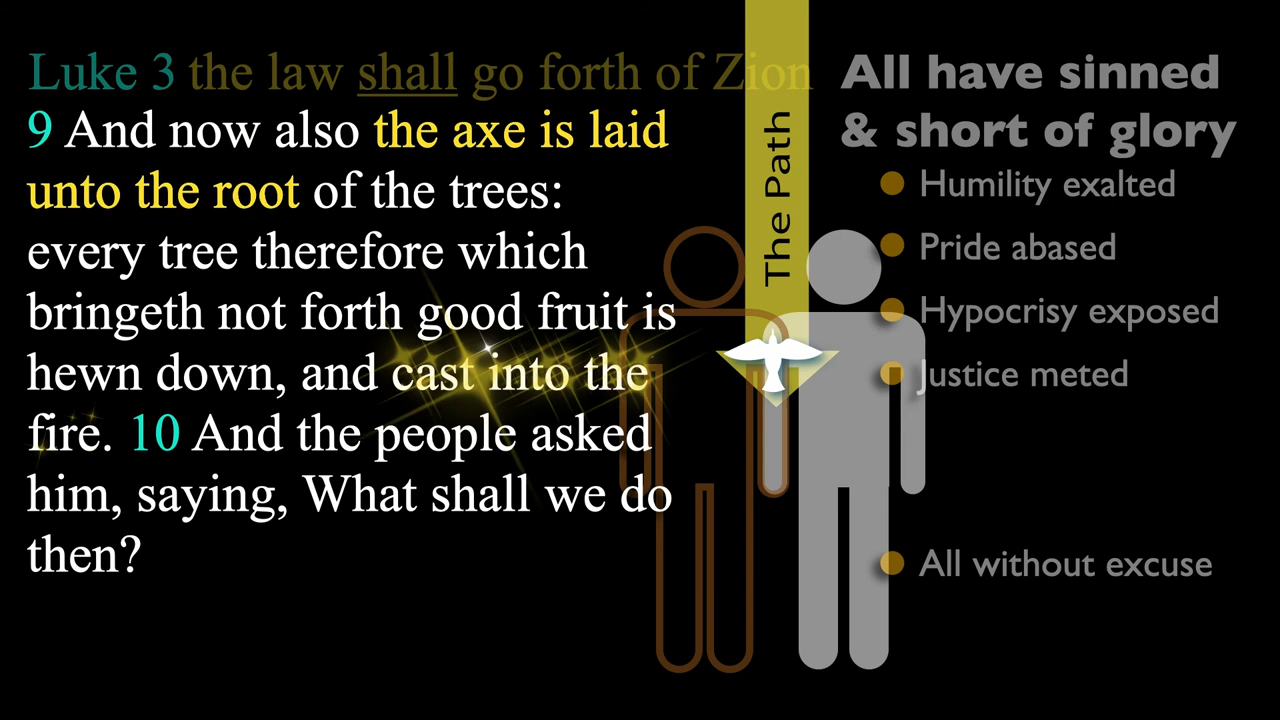 Luke 3 the law shall go forth of Zion
9 And now also the axe is laid
unto the root of the trees:
every tree therefore which
bringeth not forth good fruit is
hewn down, and cast into the
fire. 10 And the people asked
him, saying, What shall we do
then?
The Path
All have sinned
& short of glory
Humility exalted
Pride abased
Hypocrisy exposed
Justice meted
All without excuse